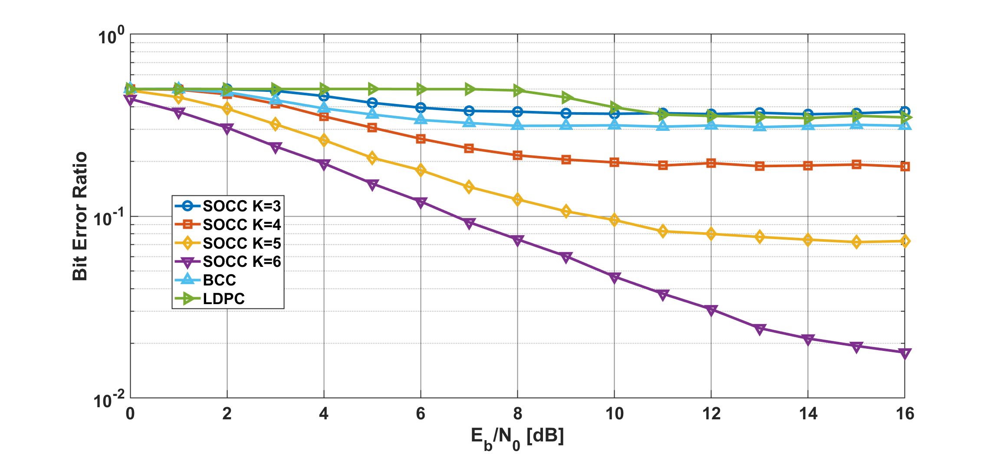 10^0
10^-1
10^-2
Bit Error Ratio
SOCC K=3
SOCC K=4
SOCC K=5
SOCC K=6
BCC
LDPC
0 2 4 6 8 10 12 14 16
E_b/N_0 [dB]